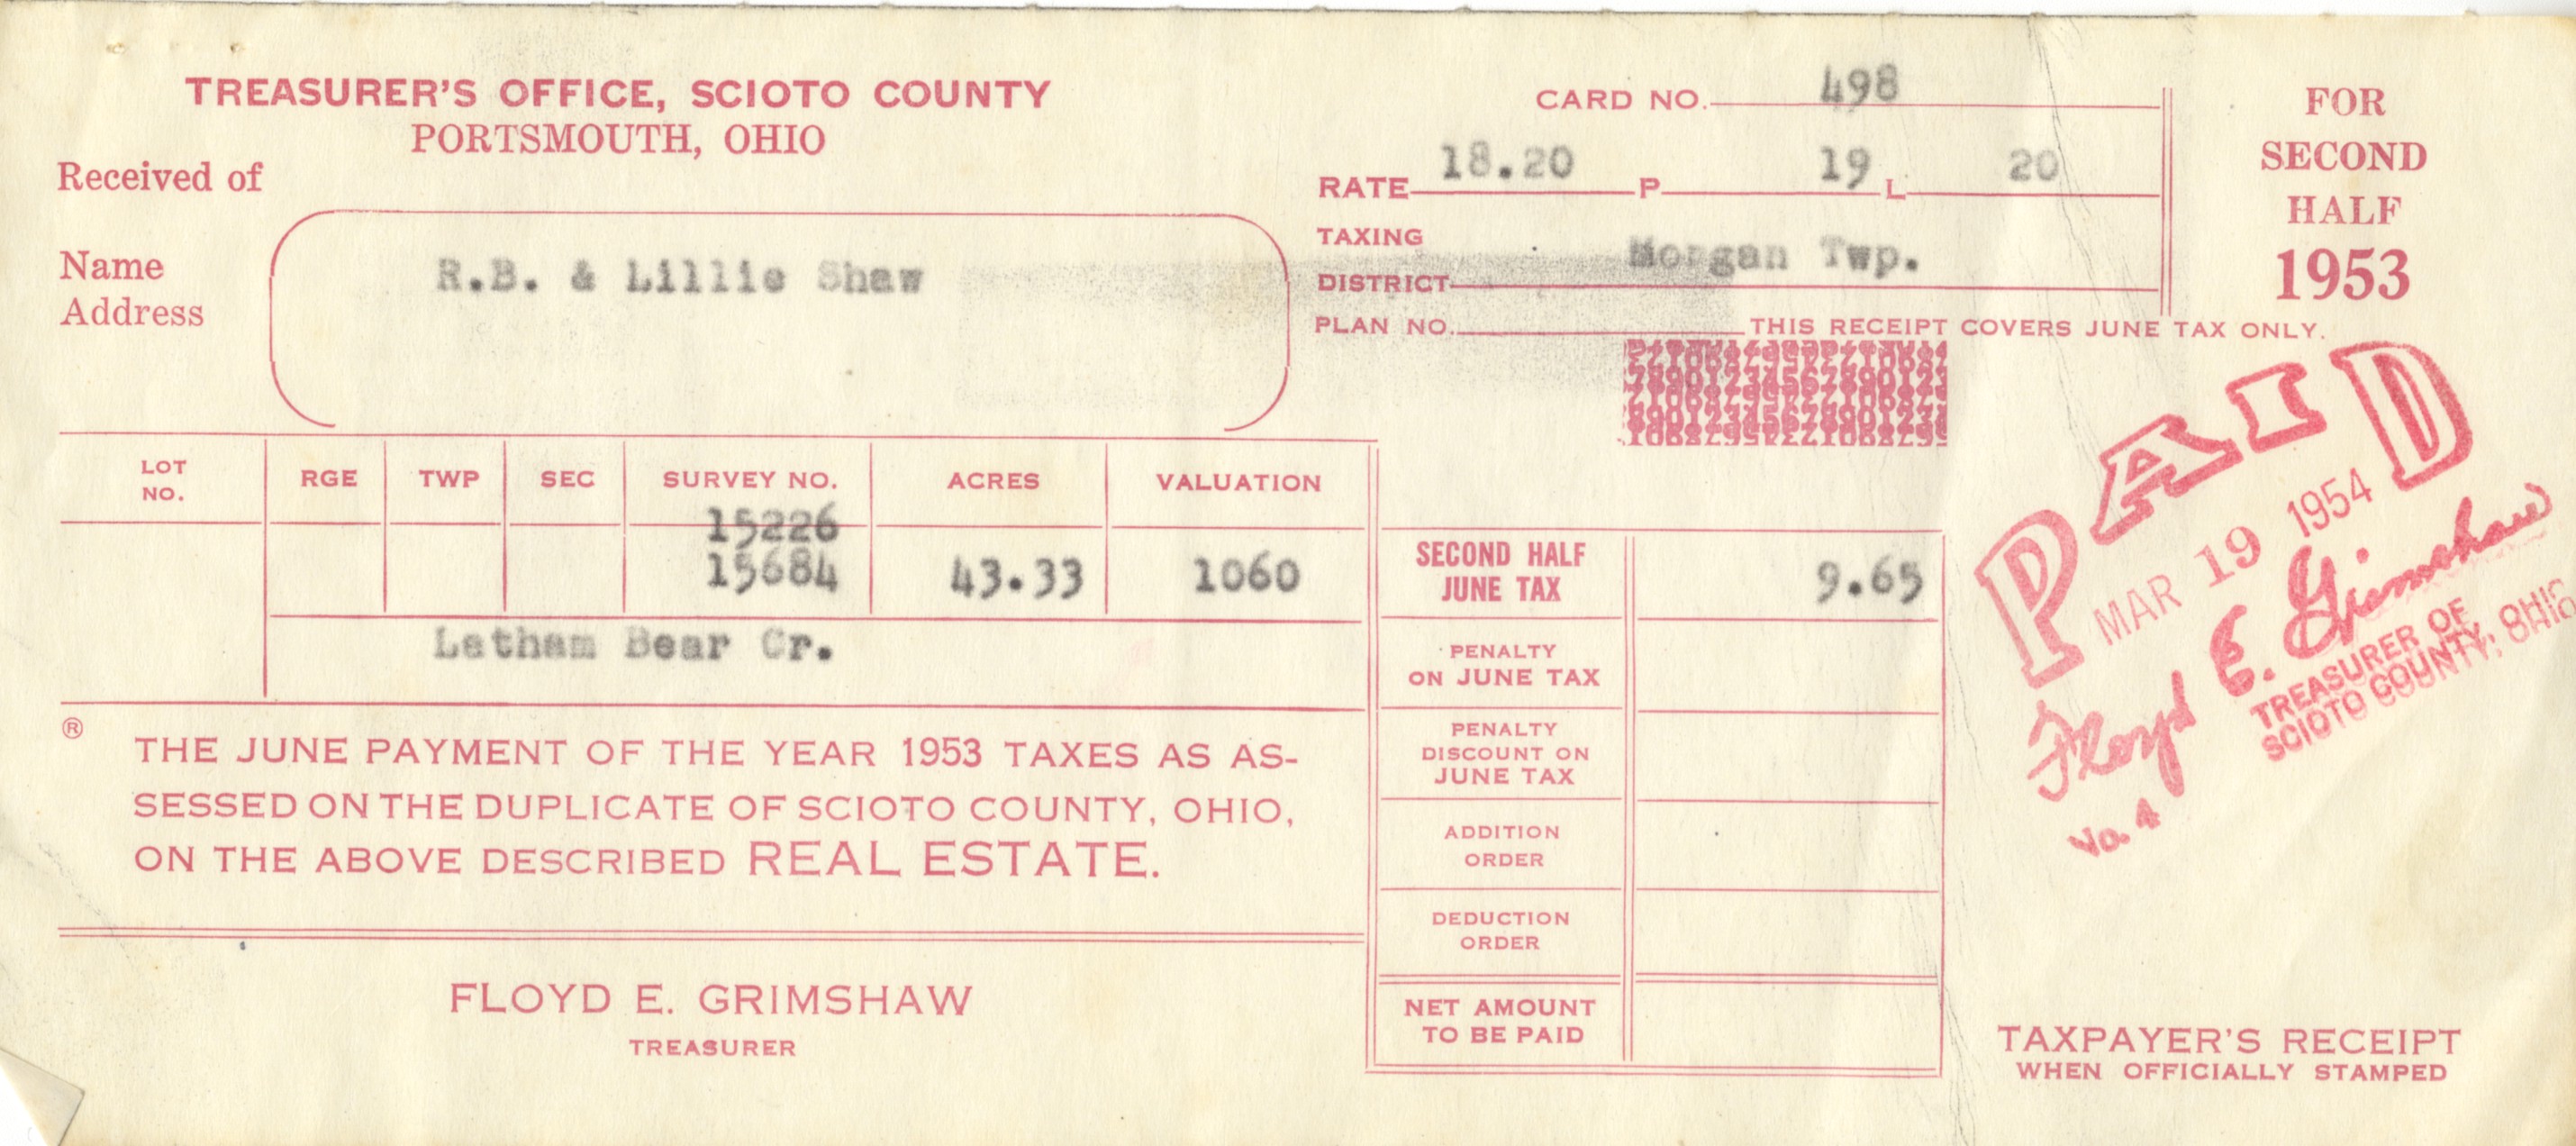 TREASURER'S OFFICE, SCIOTO COUNTY
PORTSMOUTH, OHIO
Received of
Name
Address
R.B. & Lillie Shaw
CARD NO. 498
RATE 18.20 P 19 L 20
TAXING
DISTRICT Morgan Twp.
PLAN NO. THIS RECEIPT COVERS JUNE TAX ONLY.
FOR
SECOND
HALF
1953
LOT
NO.
RGE TWP SEC SURVEY NO. ACRES VALUATION
15226
15684 43.33 1060
Latham Bear Cr.
SECOND HALF
JUNE TAX 9.65
PENALTY
ON JUNE TAX
PENALTY
DISCOUNT ON
JUNE TAX
ADDITION
ORDER
DEDUCTION
ORDER
NET AMOUNT
TO BE PAID
PAID
MAR 19 1954
Floyd E. Grimshaw
TREASURER OF
SCIOTO COUNTY, OHIO
®
THE JUNE PAYMENT OF THE YEAR 1953 TAXES AS AS-
SESSED ON THE DUPLICATE OF SCIOTO COUNTY, OHIO,
ON THE ABOVE DESCRIBED REAL ESTATE.
FLOYD E. GRIMSHAW
TREASURER
TAXPAYER'S RECEIPT
WHEN OFFICIALLY STAMPED